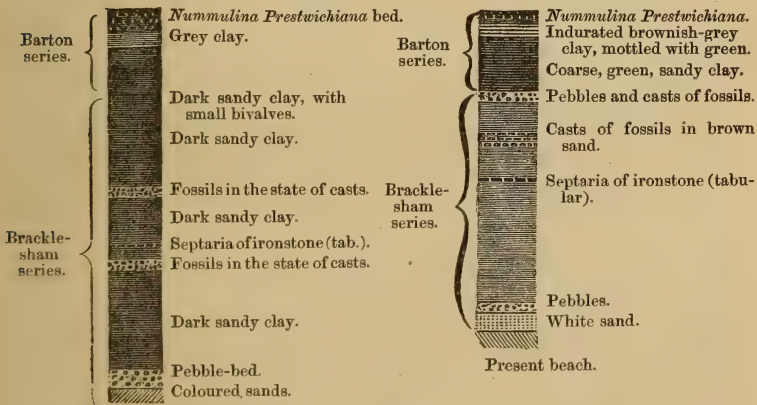 Nummulina Prestwichiana bed.
Barton
series.
Grey clay.
Dark sandy clay, with
small bivalves.
Dark sandy clay.
Fossils in the state of casts.
Dark sandy clay.
Brackle-
sham
series.
Septaria of ironstone (tab.).
Fossils in the state of casts.
Dark sandy clay.
Pebble-bed.
Coloured sands.
Nummulina Prestwichiana.
Barton
series.
Indurated brownish-grey
clay, mottled with green.
Coarse, green, sandy clay.
Pebbles and casts of fossils.
Casts of fossils in brown
sand.
Brackle-
sham
series.
Septaria of ironstone (tabu-
lar).
Pebbles.
White sand.
Present beach.